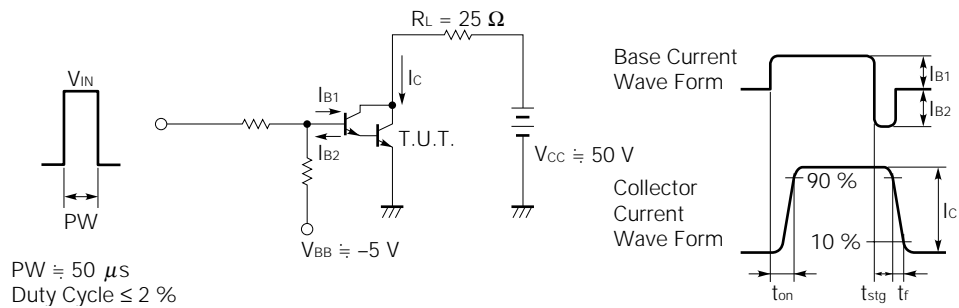 RL = 25 Ω
VIN
IB1
IC
IB2
T.U.T.
VCC ≒ 50 V
PW
VBB ≒ –5 V
PW ≒ 50 μs
Duty Cycle ≤ 2 %
Base Current
Wave Form
IB1
IB2
Collector
Current
Wave Form
90 %
10 %
IC
ton
tstg
tf